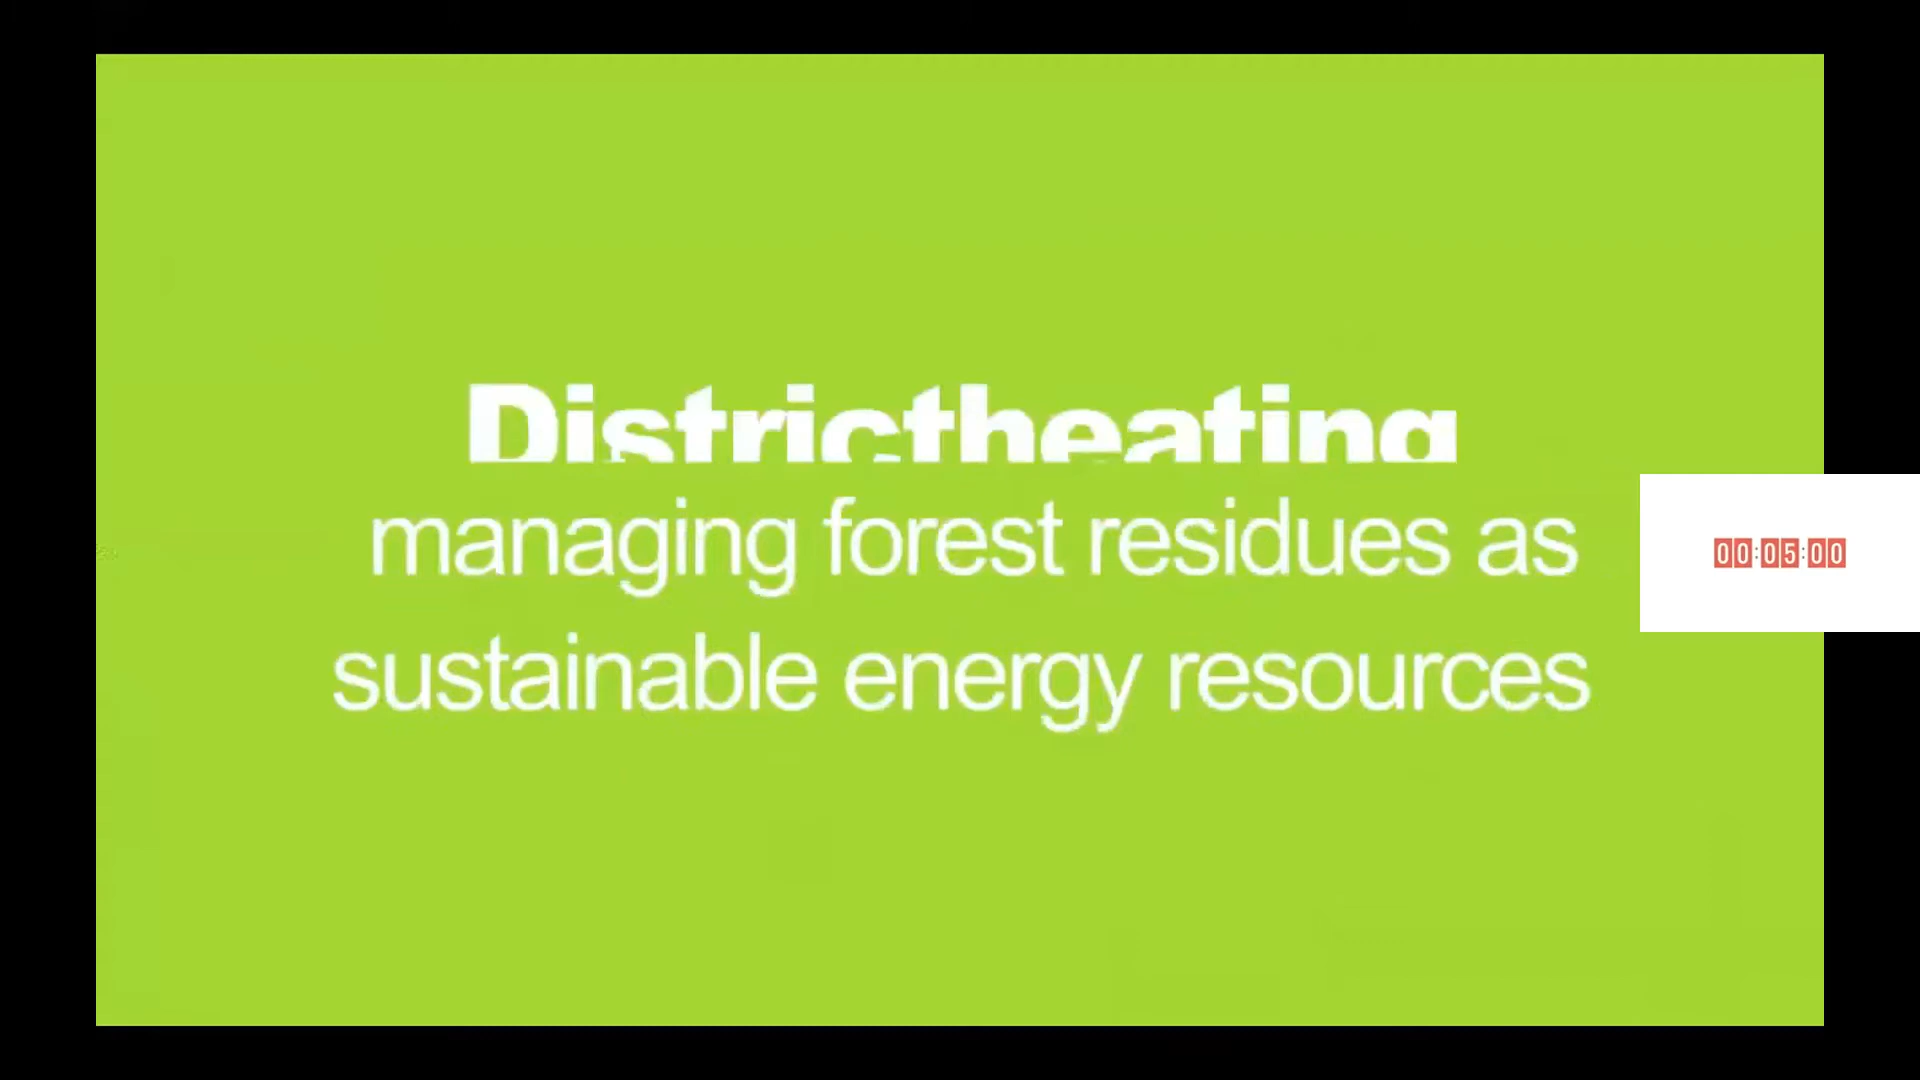 Districtheating
managing forest residues as
sustainable energy resources
00:05:00